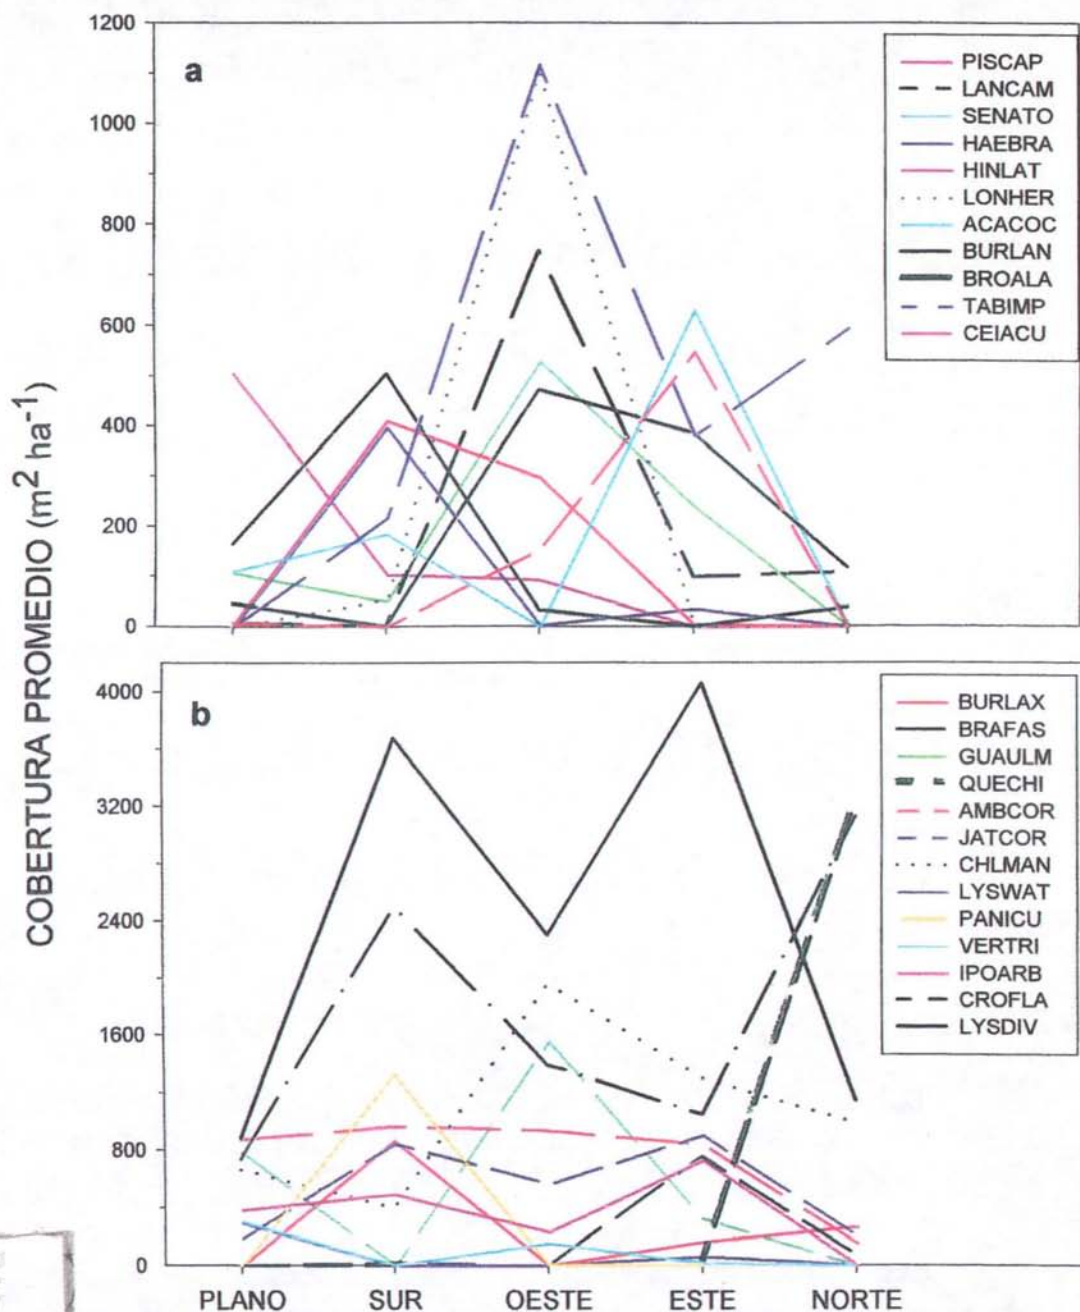 COBERTURA PROMEDIO (m2 ha-1)
a
1200
1000
800
600
400
200
0
PISCAP
LANCAM
SENATO
HAEBRA
HINLAT
LONHER
ACACOC
BURLAN
BROALA
TABIMP
CEIACU
b
4000
3200
2400
1600
800
0
BURLAX
BRAFAS
GUAULM
QUECHI
AMBCOR
JATCOR
CHLMAN
LYSWAT
PANICU
VERTRI
IPOARB
CROFLA
LYSDIV
PLANO SUR OESTE ESTE NORTE